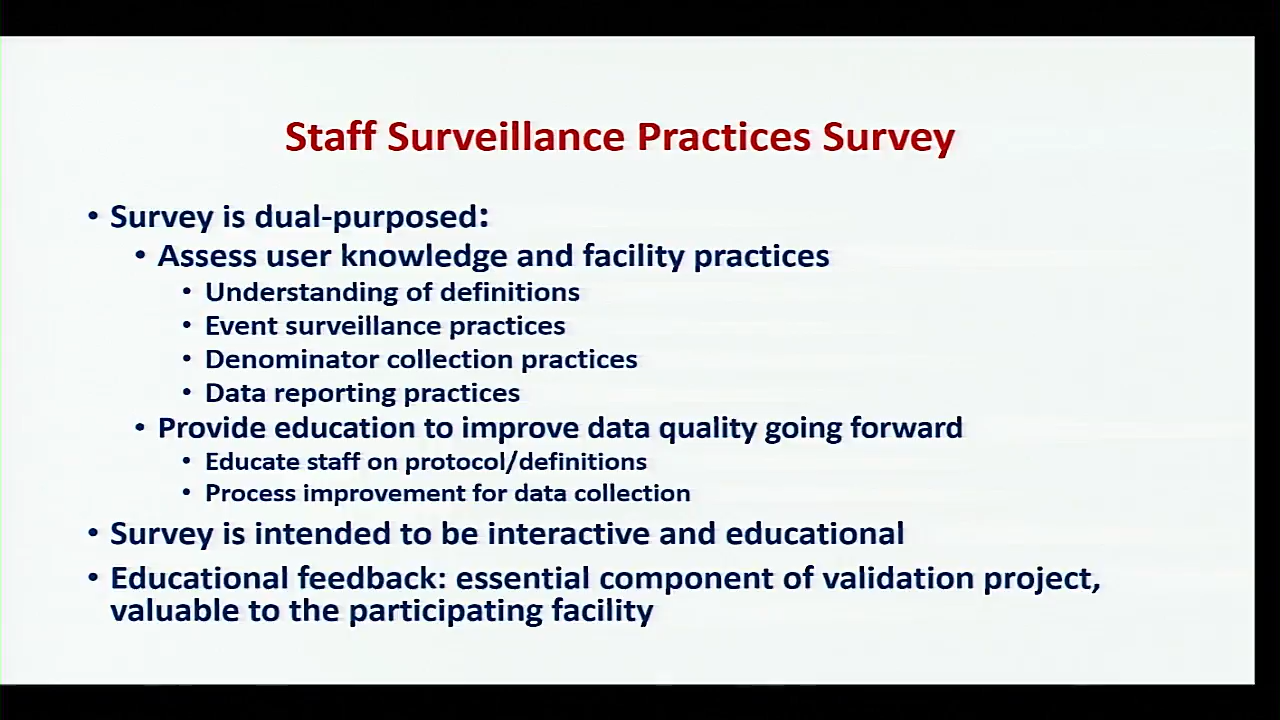 Staff Surveillance Practices Survey
• Survey is dual-purposed:
• Assess user knowledge and facility practices
• Understanding of definitions
• Event surveillance practices
• Denominator collection practices
• Data reporting practices
• Provide education to improve data quality going forward
• Educate staff on protocol/definitions
• Process improvement for data collection
• Survey is intended to be interactive and educational
• Educational feedback: essential component of validation project,
valuable to the participating facility